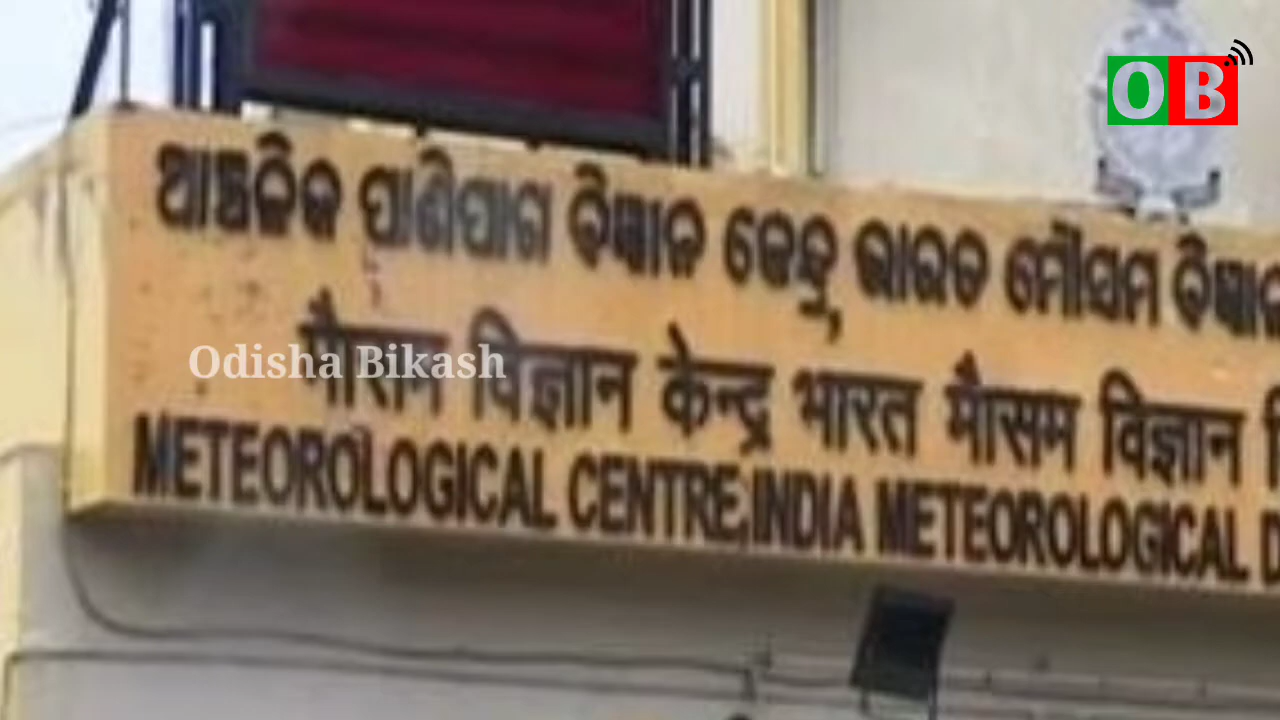 OB
ଆଞ୍ଚଳିକ ପାଣିପାଗ ବିଜ୍ଞାନ କେନ୍ଦ୍ର, ଭାରତ ମୌସମ ବିଜ୍ଞାନ
मौसम विज्ञान केन्द्र भारत मौसम विज्ञान
Odisha Bikash
METEOROLOGICAL CENTRE,INDIA METEOROLOGICAL D